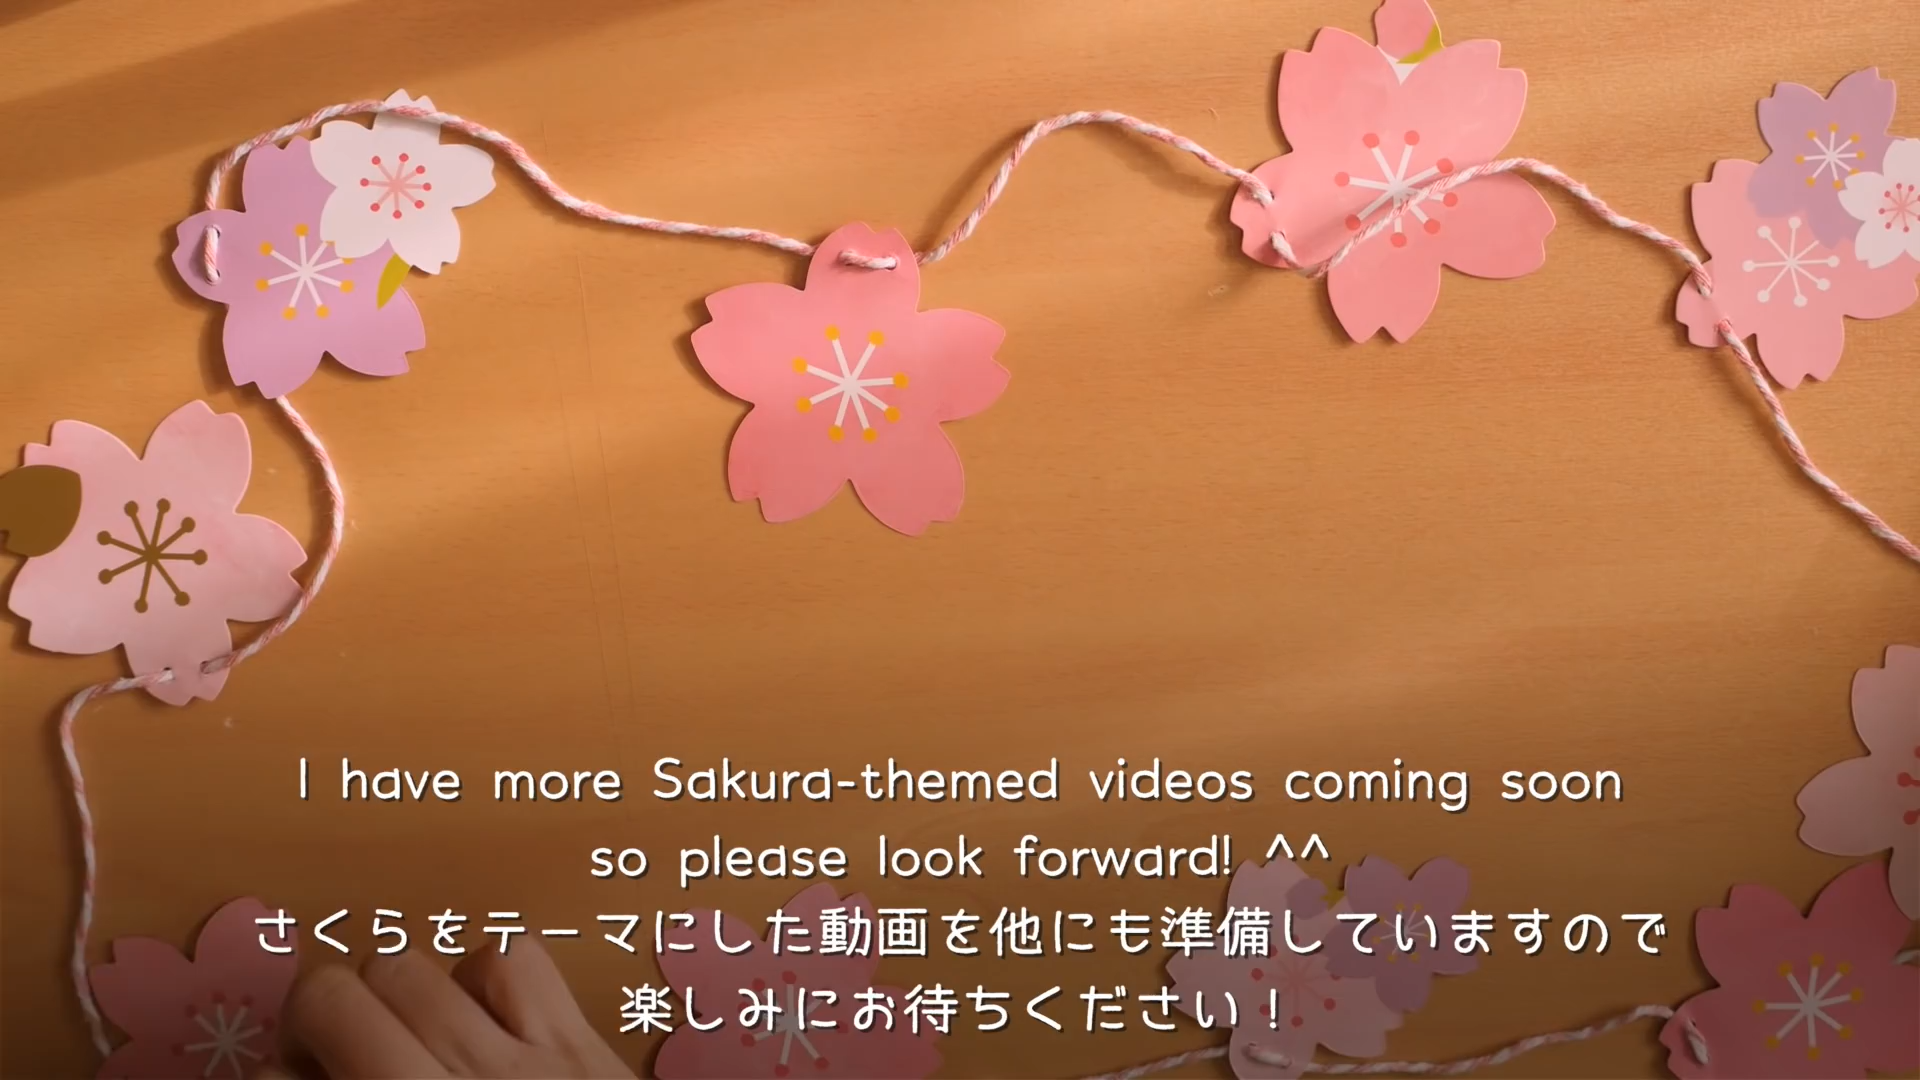 I have more Sakura-themed videos coming soon
so please look forward! ^^
さくらをテーマにした動画を他にも準備していますので
楽しみにお待ちください！